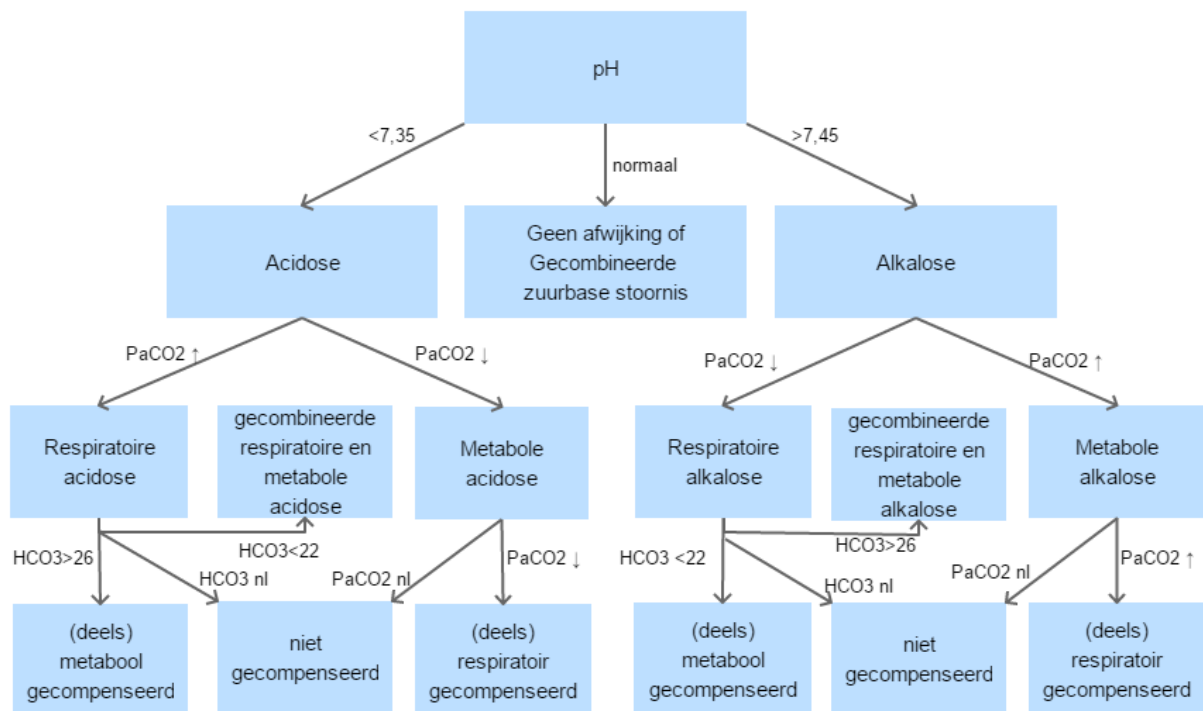 pH
<7,35
normaal
>7,45
Acidose
Geen afwijking of
Gecombineerde
zuurbase stoornis
Alkalose
PaCO2 ↑
PaCO2 ↓
PaCO2 ↓
PaCO2 ↑
Respiratoire
acidose
gecombineerde
respiratoire en
metabole
acidose
Metabole
acidose
Respiratoire
alkalose
gecombineerde
respiratoire en
metabole
alkalose
Metabole
alkalose
HCO3>26
HCO3<22
HCO3 nl
PaCO2 nl
PaCO2 ↓
HCO3 <22
HCO3>26
HCO3 nl
PaCO2 nl
PaCO2 ↑
(deels)
metabool
gecompenseerd
niet
gecompenseerd
(deels)
respiratoir
gecompenseerd
(deels)
metabool
gecompenseerd
niet
gecompenseerd
(deels)
respiratoir
gecompenseerd